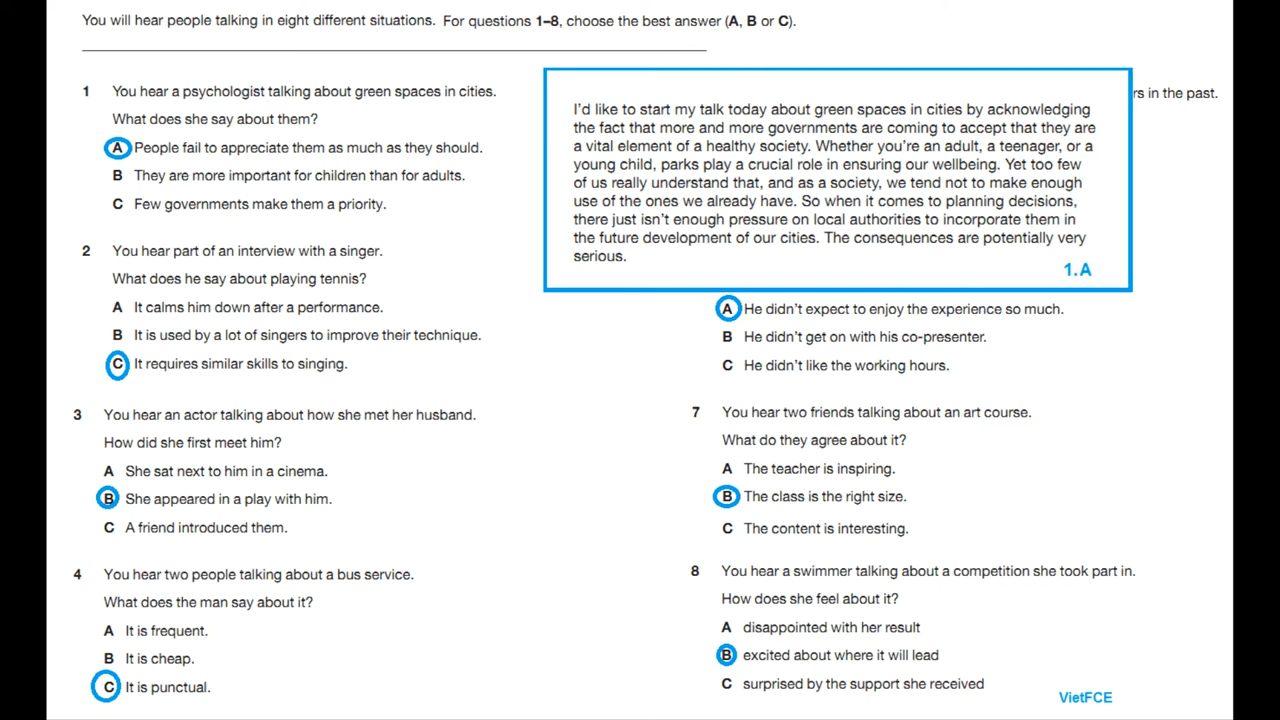 You will hear people talking in eight different situations. For questions 1–8, choose the best answer (A, B or C).
1 You hear a psychologist talking about green spaces in cities.
What does she say about them?
A People fail to appreciate them as much as they should.
B They are more important for children than for adults.
C Few governments make them a priority.
2 You hear part of an interview with a singer.
What does he say about playing tennis?
A It calms him down after a performance.
B It is used by a lot of singers to improve their technique.
C It requires similar skills to singing.
3 You hear an actor talking about how she met her husband.
How did she first meet him?
A She sat next to him in a cinema.
B She appeared in a play with him.
C A friend introduced them.
4 You hear two people talking about a bus service.
What does the man say about it?
A It is frequent.
B It is cheap.
C It is punctual.
rs in the past.
I'd like to start my talk today about green spaces in cities by acknowledging
the fact that more and more governments are coming to accept that they are
a vital element of a healthy society. Whether you're an adult, a teenager, or a
young child, parks play a crucial role in ensuring our wellbeing. Yet too few
of us really understand that, and as a society, we tend not to make enough
use of the ones we already have. So when it comes to planning decisions,
there just isn't enough pressure on local authorities to incorporate them in
the future development of our cities. The consequences are potentially very
serious.
1.A
A He didn't expect to enjoy the experience so much.
B He didn't get on with his co-presenter.
C He didn't like the working hours.
7 You hear two friends talking about an art course.
What do they agree about it?
A The teacher is inspiring.
B The class is the right size.
C The content is interesting.
8 You hear a swimmer talking about a competition she took part in.
How does she feel about it?
A disappointed with her result
B excited about where it will lead
C surprised by the support she received
VietFCE